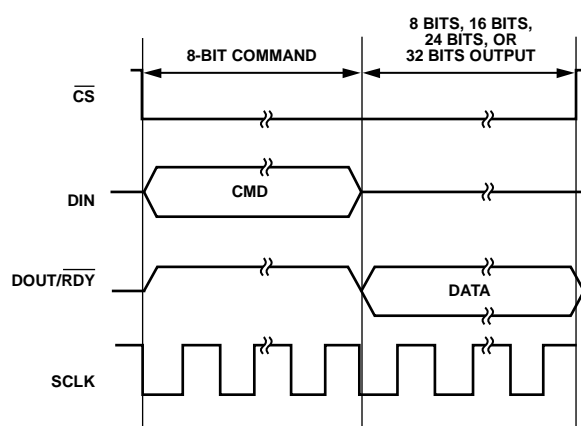 8 BITS, 16 BITS,
24 BITS, OR
32 BITS OUTPUT
8-BIT COMMAND
CS
DIN
CMD
DOUT/RDY
DATA
SCLK